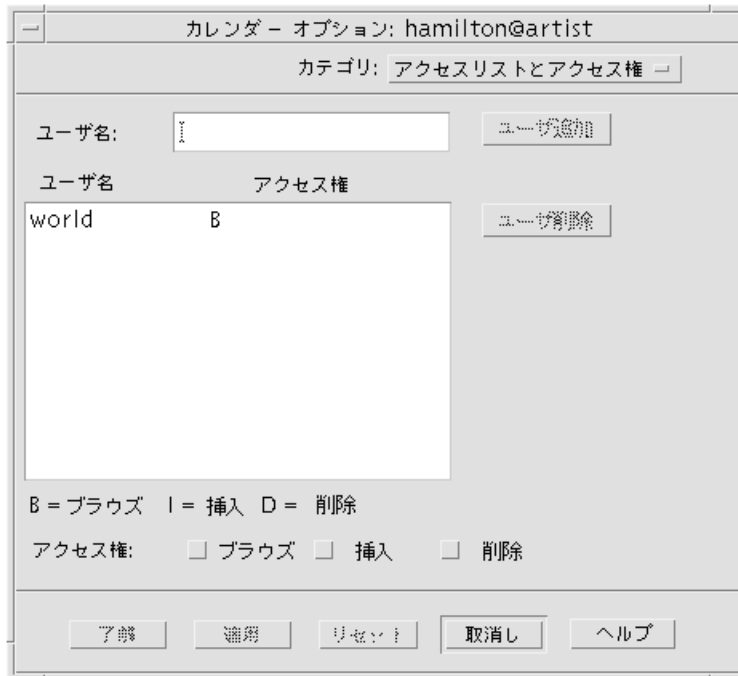 カレンダー – オプション: hamilton@artist
カテゴリ: アクセスリストとアクセス権
ユーザ名:
ユーザ追加
ユーザ名 アクセス権
world B
ユーザ削除
B = ブラウズ I = 挿入 D = 削除
アクセス権: ブラウズ 挿入 削除
了解 適用 リセット 取消し ヘルプ